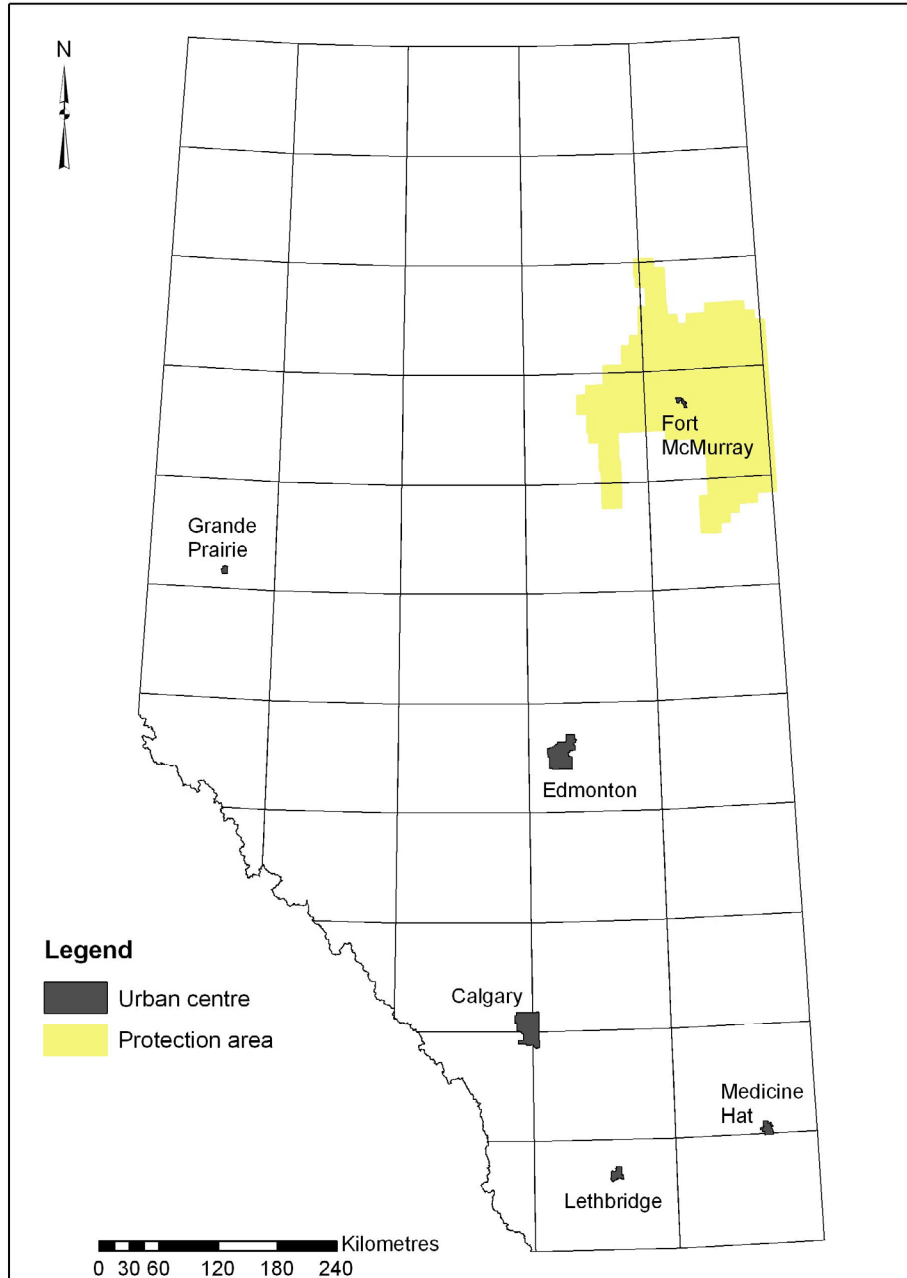 N
Fort
McMurray
Grande
Prairie
Edmonton
Legend
Urban centre
Protection area
Calgary
Medicine
Hat
Lethbridge
Kilometres
0 30 60 120 180 240